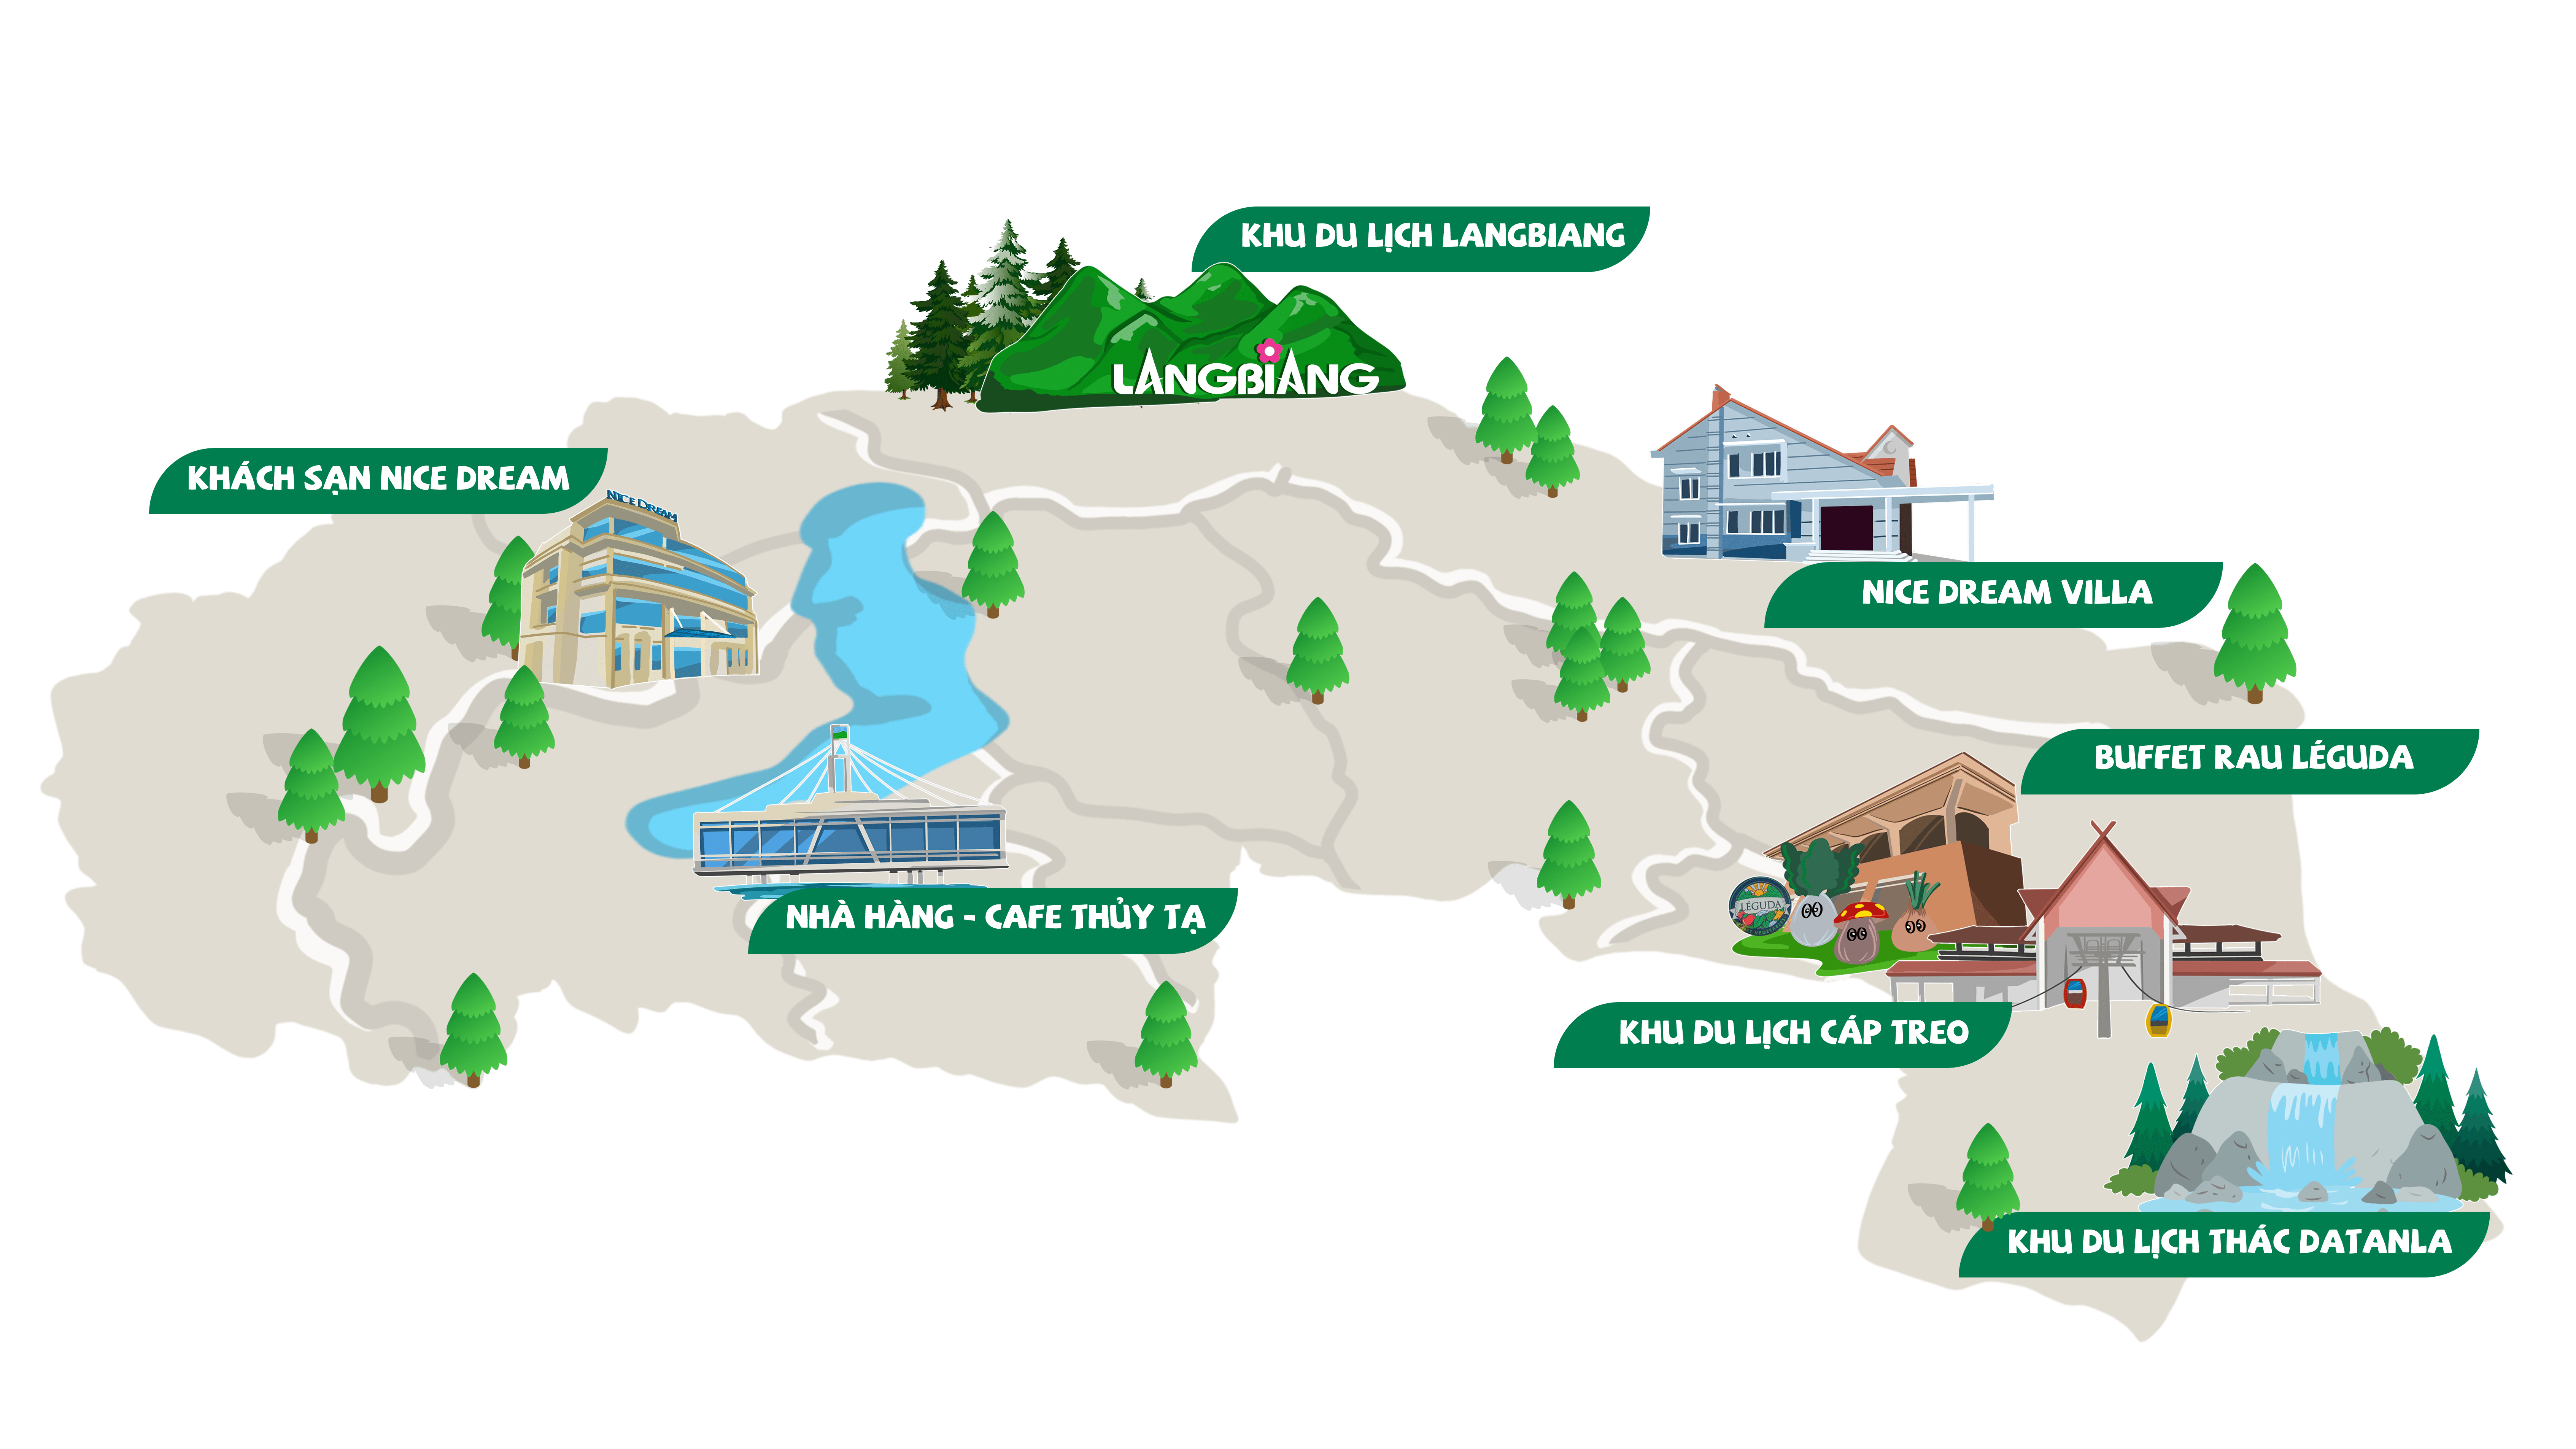 KHU DU LỊCH LANGBIANG
LANGBIANG
KHÁCH SẠN NICE DREAM
NICE DREAM
NICE DREAM VILLA
BUFFET RAU LÉGUDA
LÉGUDA
NHÀ HÀNG - CAFE THỦY TẠ
KHU DU LỊCH CÁP TREO
KHU DU LỊCH THÁC DATANLA